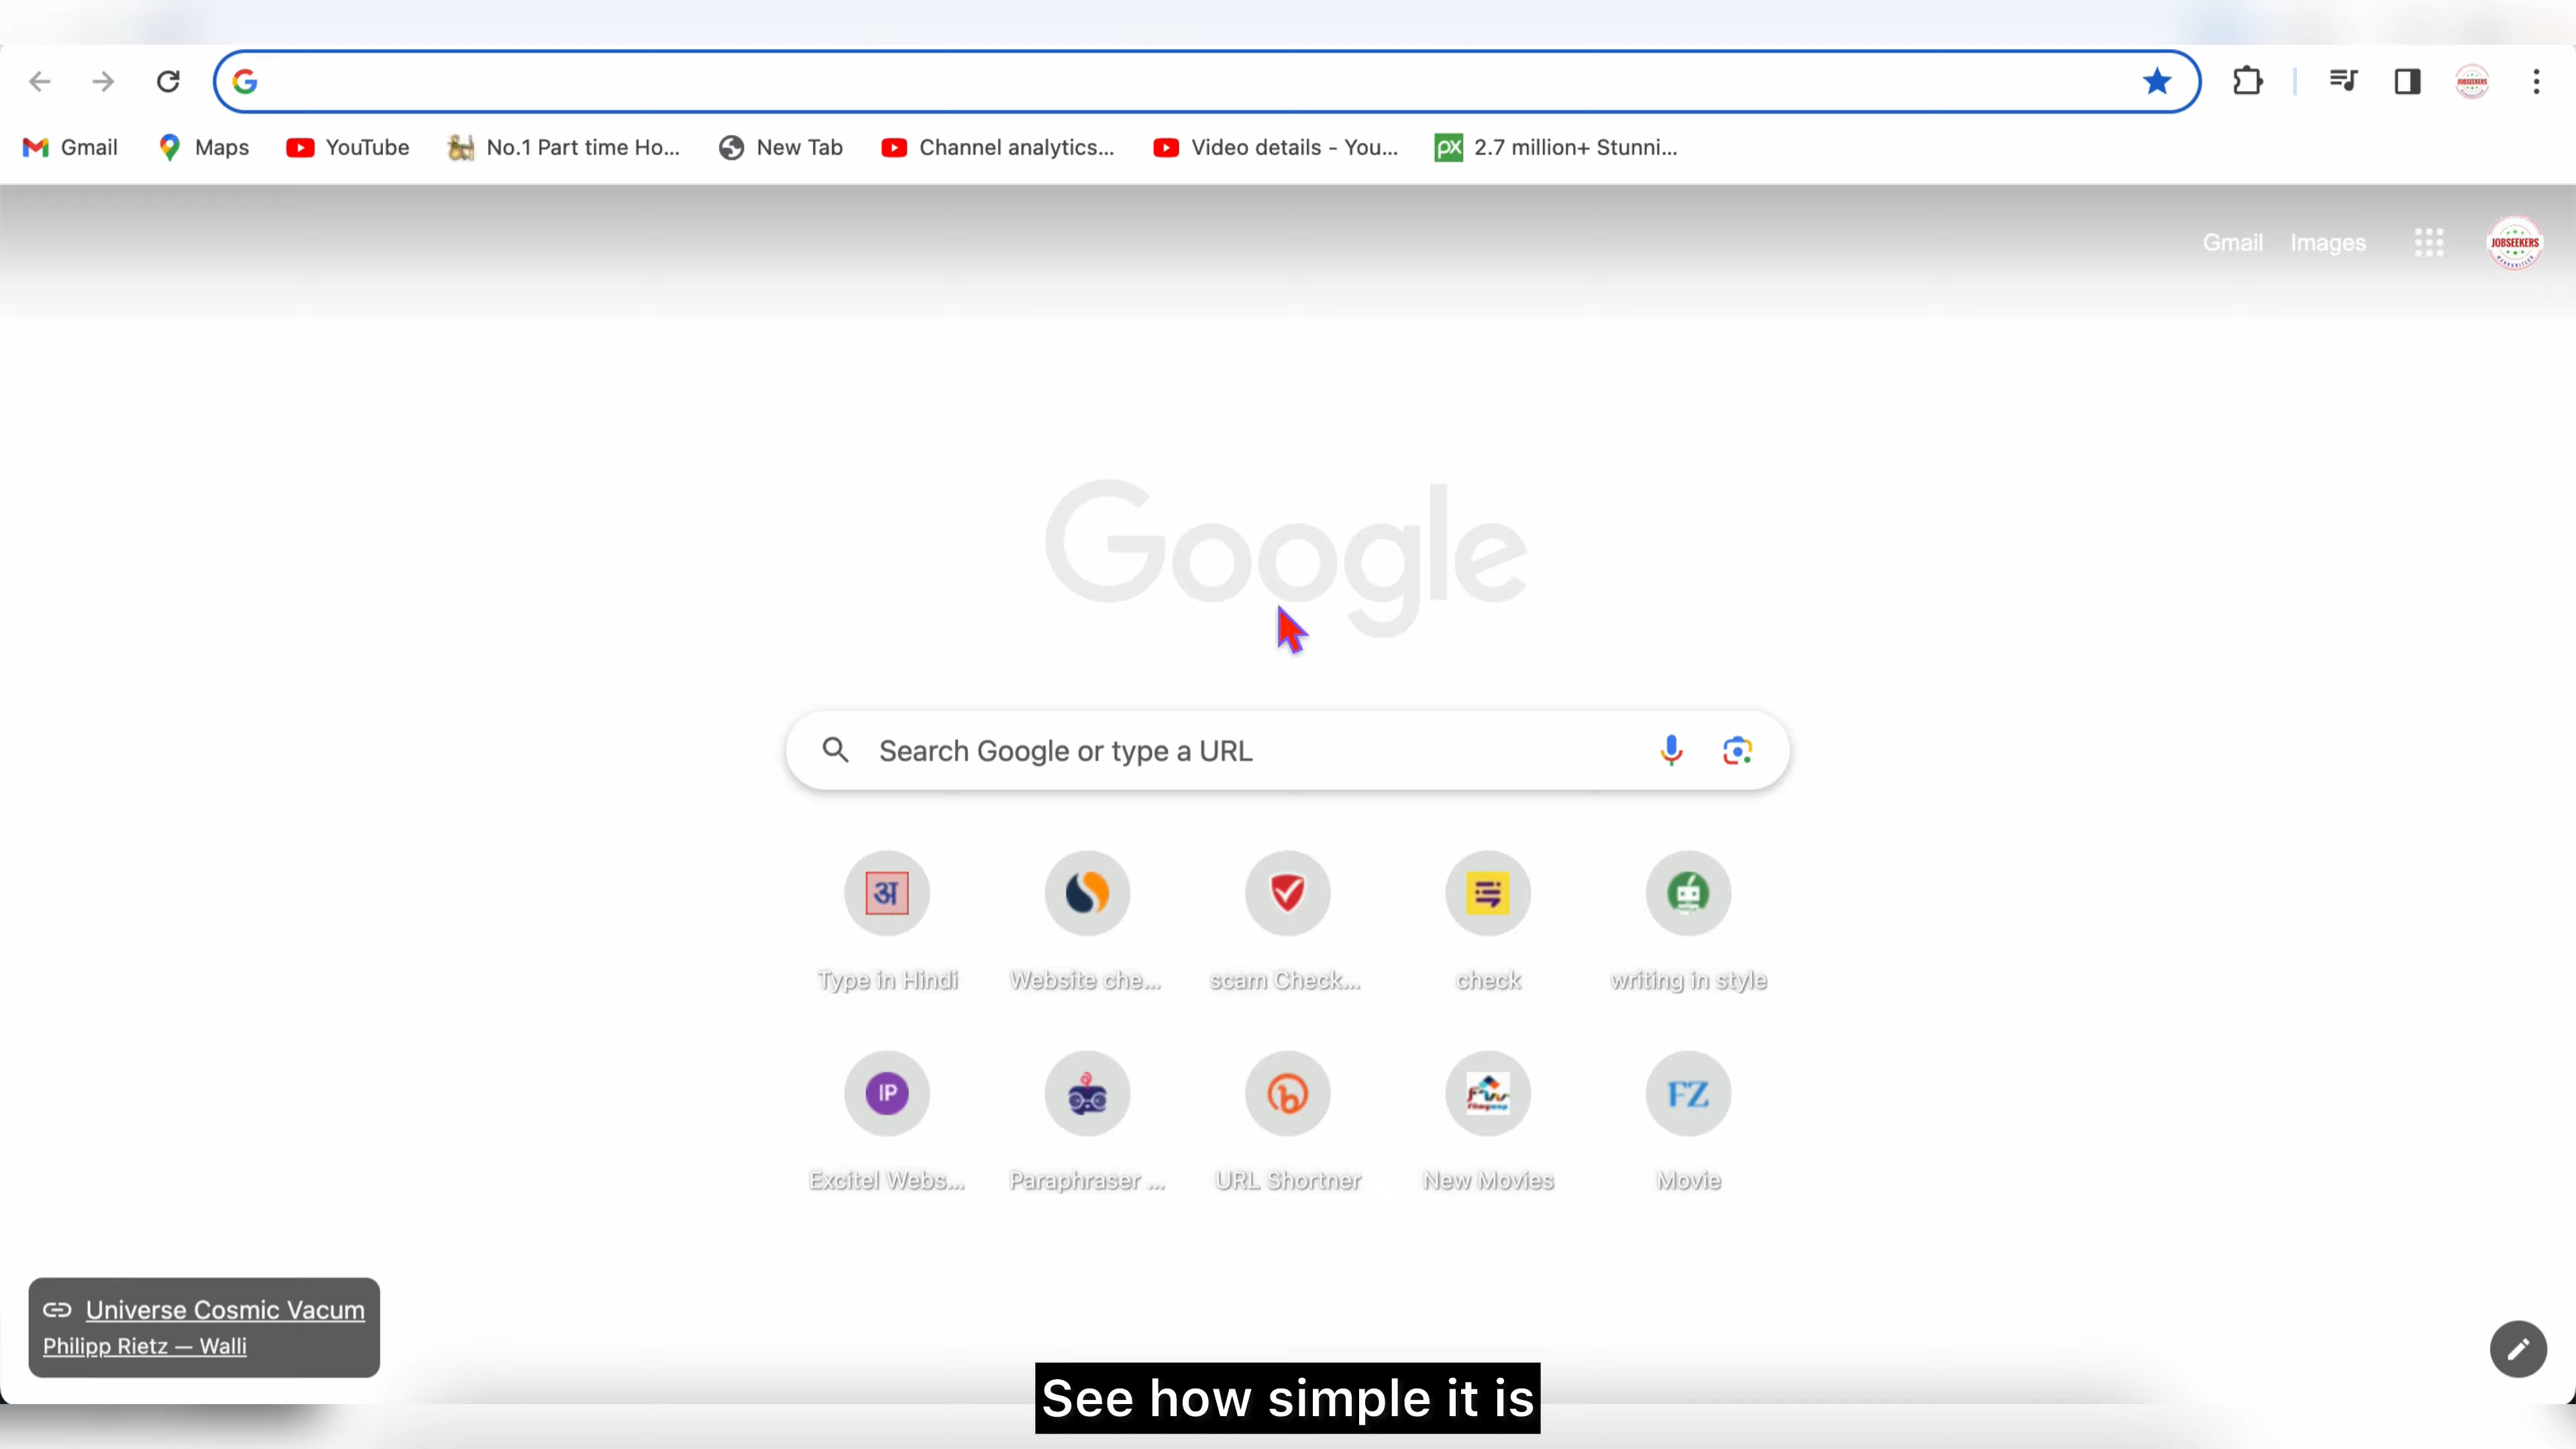 Gmail
Maps
YouTube
No.1 Part time Ho...
New Tab
Channel analytics...
Video details - You...
px
2.7 million+ Stunni...
Gmail
Images
JOBSEEKERS
Google
Search Google or type a URL
अ
Type in Hindi
Website che...
scam Check...
check
writing in style
IP
FZ
Excitel Webs...
Paraphraser ...
URL Shortner
New Movies
Movie
Universe Cosmic Vacum
Philipp Rietz — Walli
See how simple it is